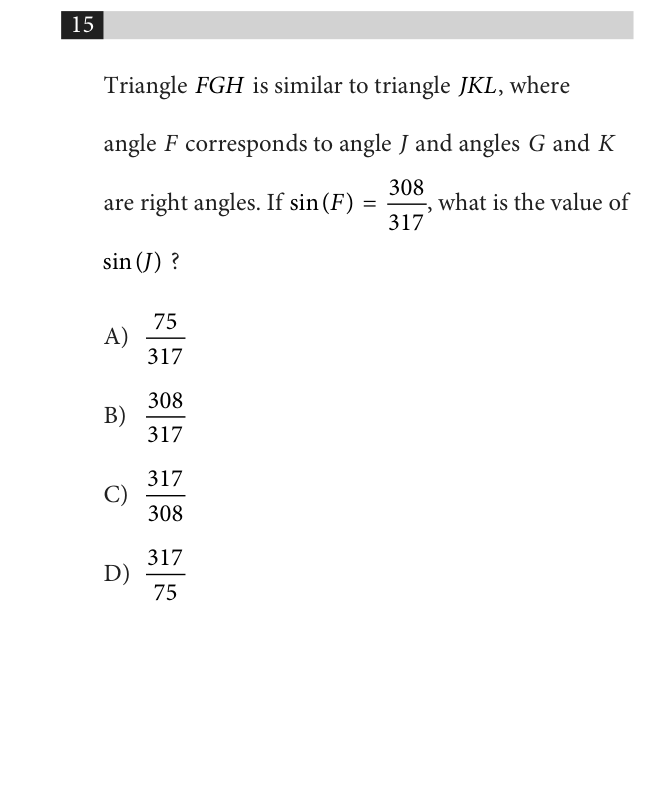 15
Triangle FGH is similar to triangle JKL, where
angle F corresponds to angle J and angles G and K
are right angles. If sin(F) = 308/317, what is the value of
sin(J) ?
A) 75/317
B) 308/317
C) 317/308
D) 317/75